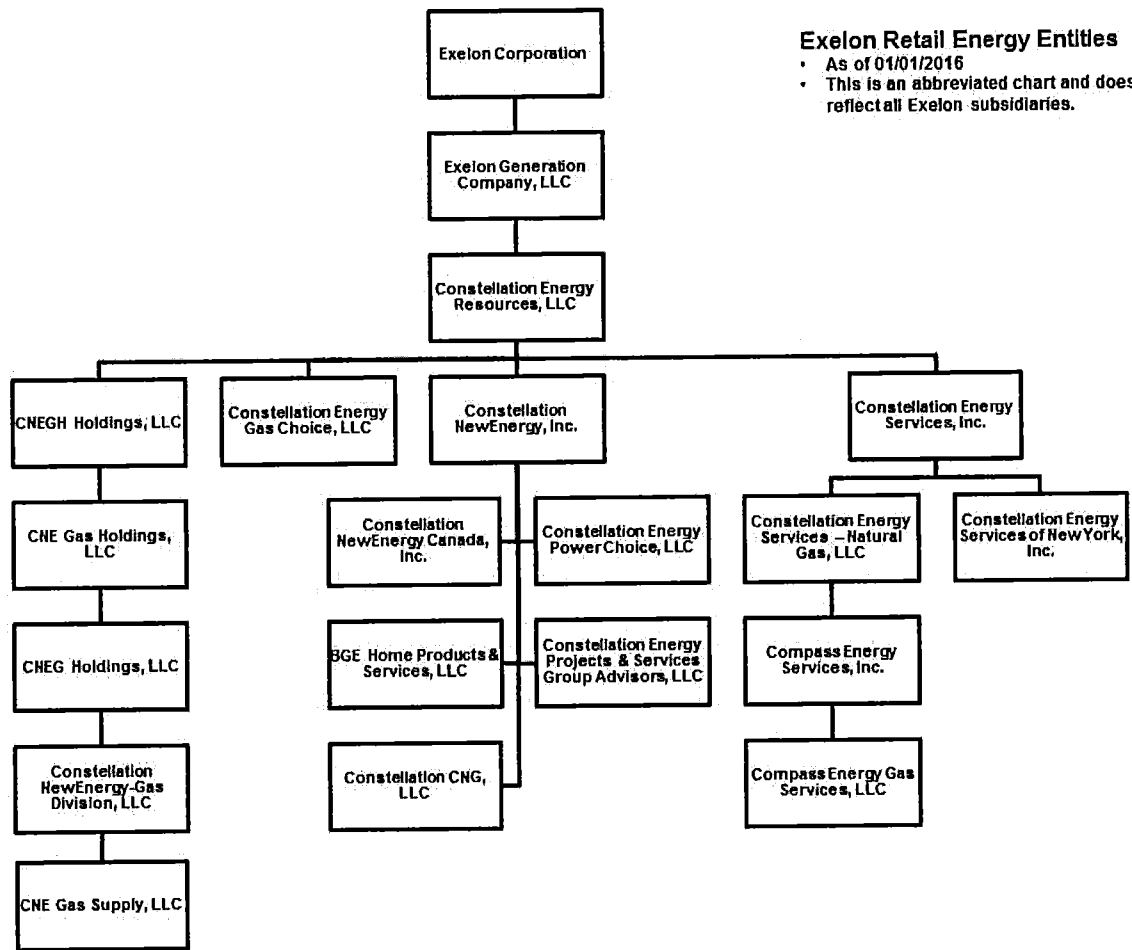 Exelon Corporation
Exelon Retail Energy Entities
• As of 01/01/2016
• This is an abbreviated chart and does
reflect all Exelon subsidiaries.
Exelon Generation
Company, LLC
Constellation Energy
Resources, LLC
CNEGH Holdings, LLC
Constellation Energy
Gas Choice, LLC
Constellation
NewEnergy, Inc.
Constellation Energy
Services, Inc.
CNE Gas Holdings,
LLC
Constellation
NewEnergy Canada,
Inc.
Constellation Energy
Power Choice, LLC
Constellation Energy
Services – Natural
Gas, LLC
Constellation Energy
Services of New York,
Inc.
CNEG Holdings, LLC
BGE Home Products &
Services, LLC
Constellation Energy
Projects & Services
Group Advisors, LLC
Compass Energy
Services, Inc.
Constellation
NewEnergy-Gas
Division, LLC
Constellation CNG,
LLC
Compass Energy Gas
Services, LLC
CNE Gas Supply, LLC